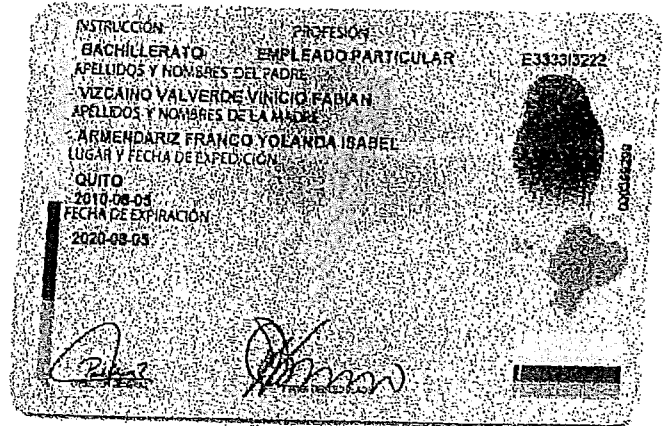 INSTRUCCIÓN PROFESIÓN
BACHILLERATO EMPLEADO PARTICULAR E333313222
APELLIDOS Y NOMBRES DEL PADRE
VIZCAINO VALVERDE VINICIO FABIAN
APELLIDOS Y NOMBRES DE LA MADRE
ARMENDARIZ FRANCO YOLANDA ISABEL
LUGAR Y FECHA DE EXPEDICIÓN
QUITO
2010-08-05
FECHA DE EXPIRACIÓN
2020-08-05